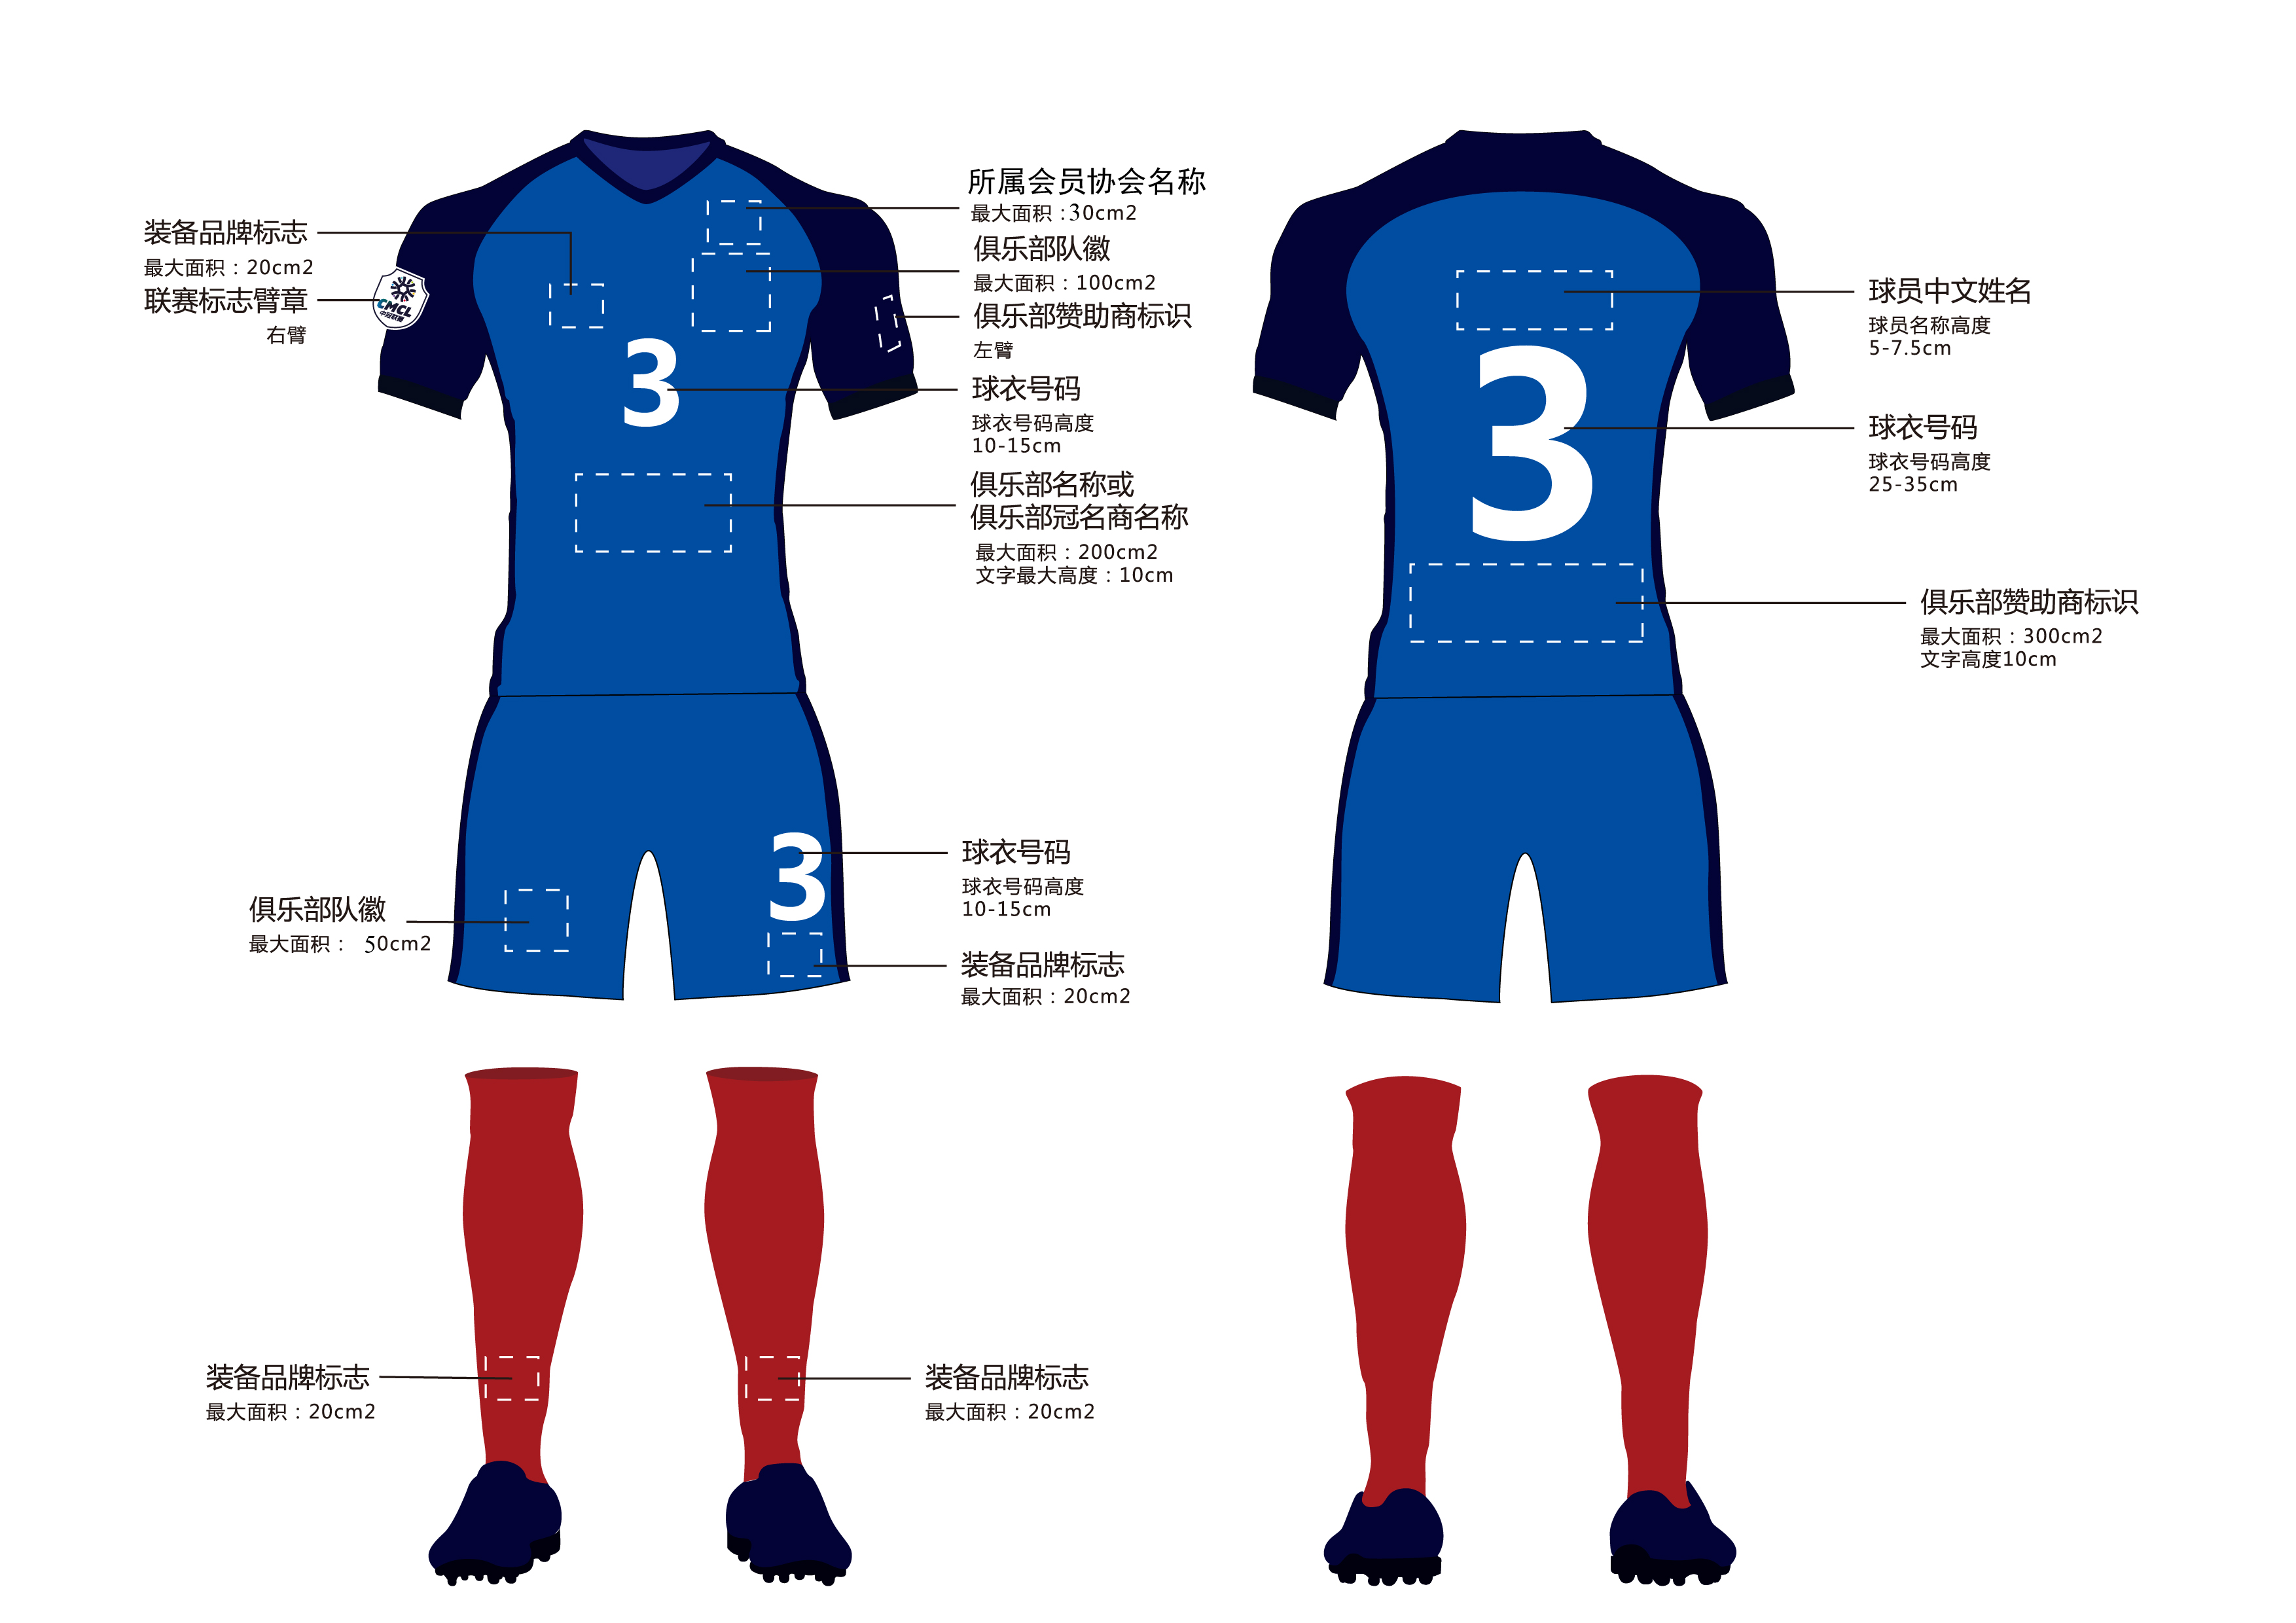 装备品牌标志
最大面积：20cm2
联赛标志臂章
右臂
CMCL
中冠联赛
所属会员协会名称
最大面积：30cm2
俱乐部队徽
最大面积：100cm2
俱乐部赞助商标识
左臂
3
球衣号码
球衣号码高度
10-15cm
俱乐部名称或
俱乐部冠名商名称
最大面积：200cm2
文字最大高度：10cm
3
球衣号码
球衣号码高度
10-15cm
俱乐部队徽
最大面积： 50cm2
装备品牌标志
最大面积：20cm2
装备品牌标志
最大面积：20cm2
装备品牌标志
最大面积：20cm2
球员中文姓名
球员名称高度
5-7.5cm
3
球衣号码
球衣号码高度
25-35cm
俱乐部赞助商标识
最大面积：300cm2
文字高度10cm